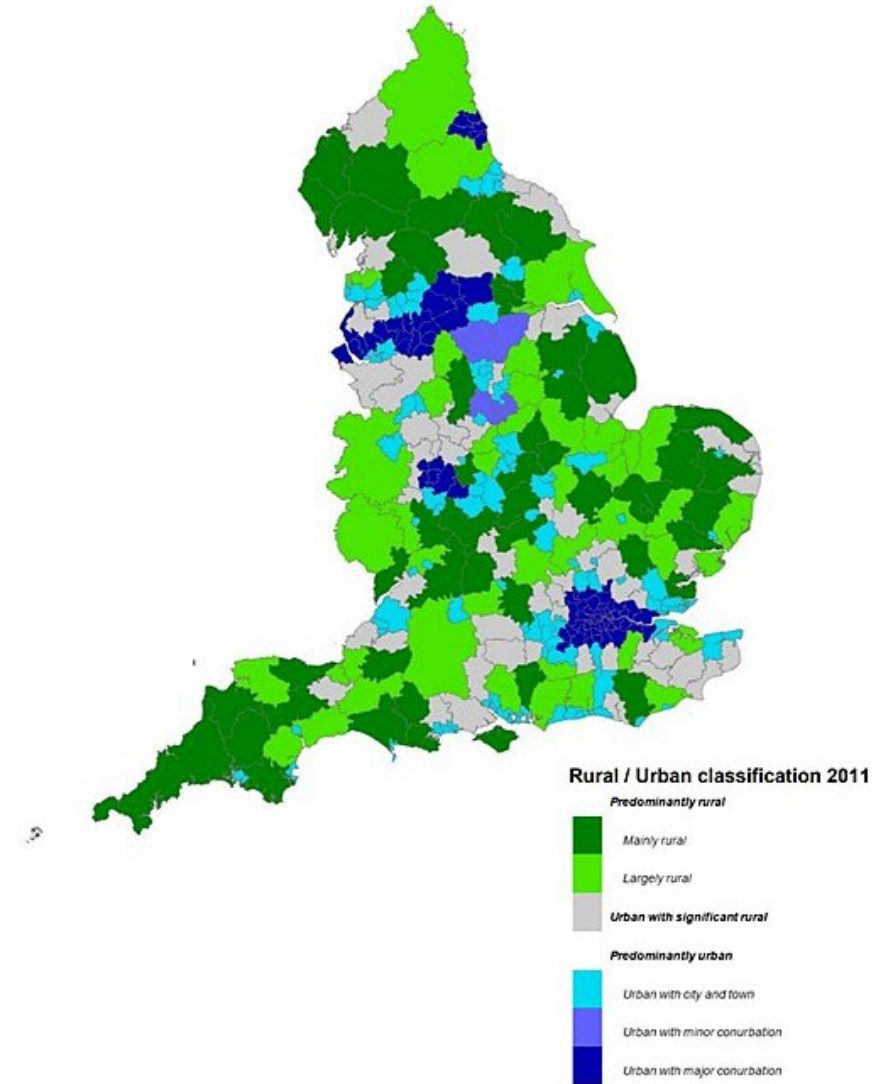 Rural / Urban classification 2011
Predominantly rural
Mainly rural
Largely rural
Urban with significant rural
Predominantly urban
Urban with city and town
Urban with minor conurbation
Urban with major conurbation